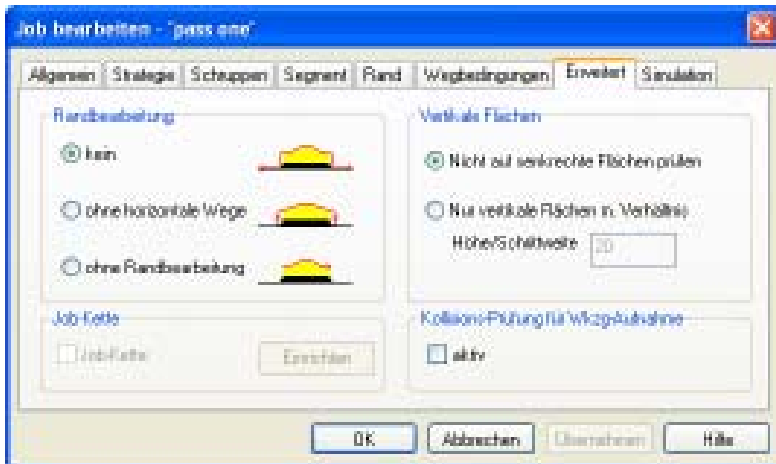 Job bearbeiten - "pass one"
Allgemein Strategie Schruppen Segment Rand Wegbedingungen Erweitert Simulation
Randbearbeitung
kein
ohne horizontale Wege
ohne Randbearbeitung
Vertikale Flächen
Nicht auf senkrechte Flächen prüfen
Nur vertikale Flächen m. Verhältnis
Höhe/Schrittweite 20
Job-Kette
Job-Kette Einrichten
Kollisions-Prüfung für Wkzg-Aufnahme
aktiv
OK Abbrechen Übernehmen Hilfe